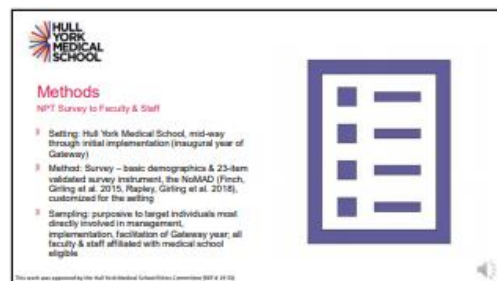 HULL
YORK
MEDICAL
SCHOOL
Methods
NPT Survey to Faculty & Staff
Setting: Hull York Medical School, mid-way
through initial implementation (inaugural year of
Gateway)
Method: Survey – basic demographics & 23-item
validated survey instrument, the NoMAD (Finch,
Girling et al. 2015, Rapley, Girling et al. 2018),
customized for the setting
Sampling: purposive to target individuals most
directly involved in management,
implementation, facilitation of Gateway year; all
faculty & staff affiliated with medical school
eligible
This work was approved by the Hull York Medical School Ethics Committee